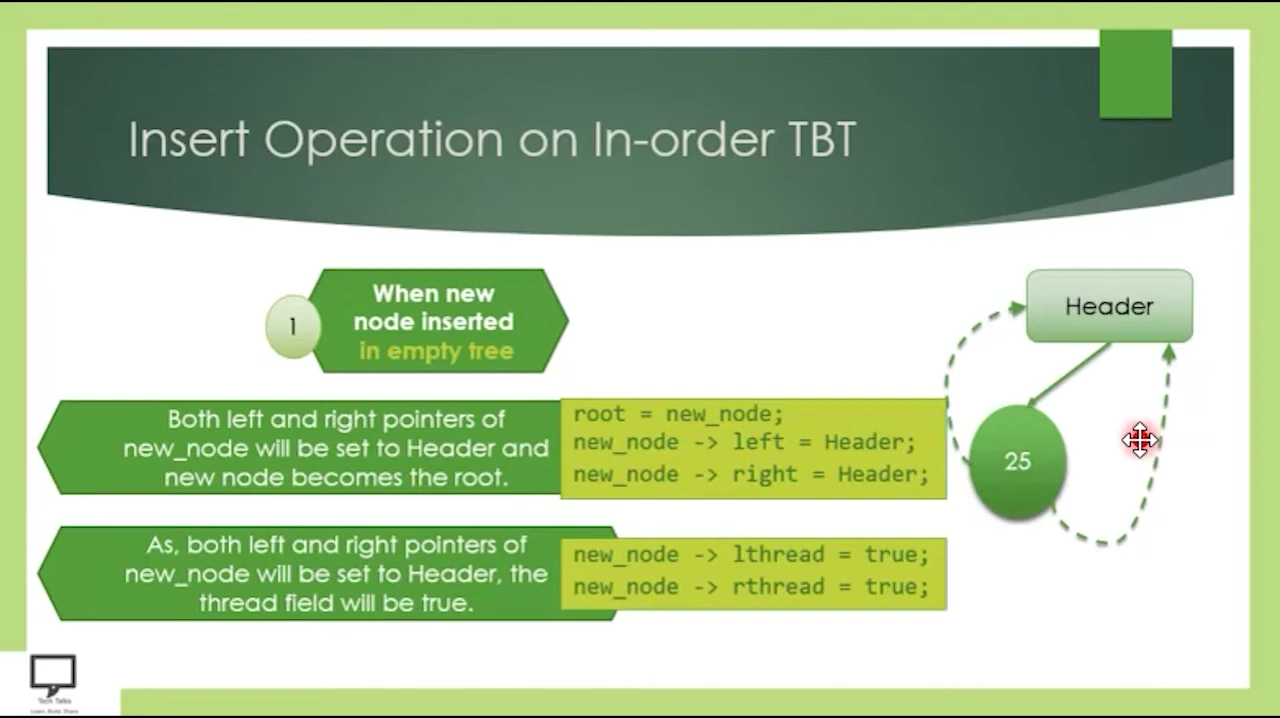 Insert Operation on In-order TBT
1
When new
node inserted
in empty tree
Both left and right pointers of
new_node will be set to Header and
new node becomes the root.
root = new_node;
new_node -> left = Header;
new_node -> right = Header;
As, both left and right pointers of
new_node will be set to Header, the
thread field will be true.
new_node -> lthread = true;
new_node -> rthread = true;
Header
25
Tech Talks
Learn, Build, Share